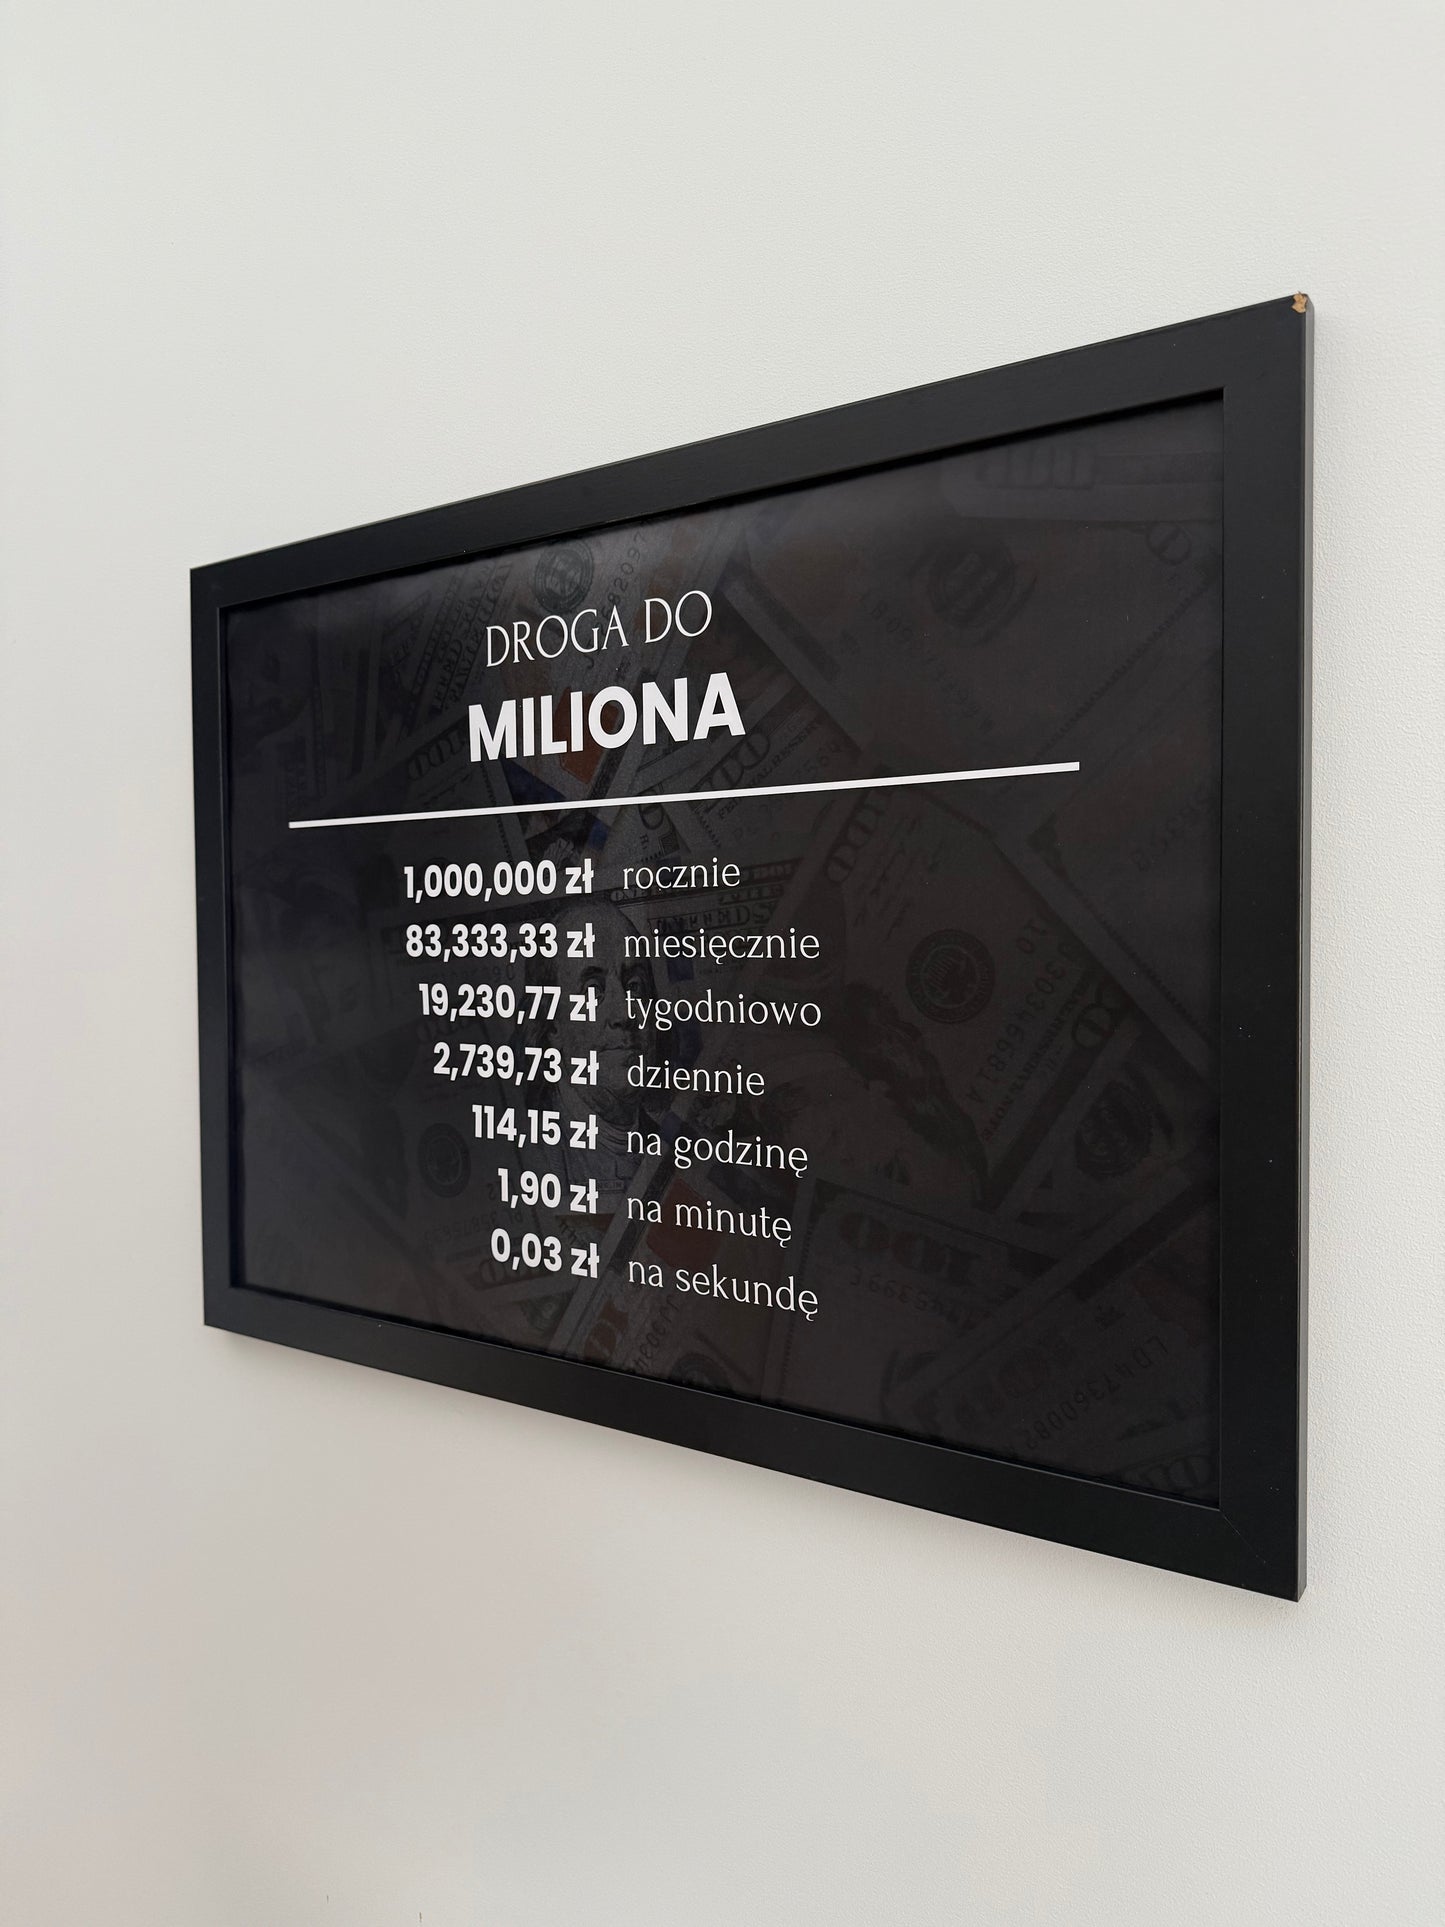 DROGA DO
MILIONA
1,000,000 zł rocznie
83,333,33 zł miesięcznie
19,230,77 zł tygodniowo
2,739,73 zł dziennie
114,15 zł na godzinę
1,90 zł na minutę
0,03 zł na sekundę